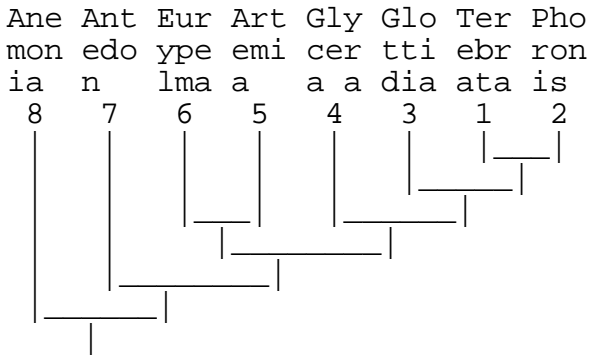 Ane Ant Eur Art Gly Glo Ter Pho
mon edo ype emi cer tti ebr ron
ia n lma a a a dia ata is
8 7 6 5 4 3 1 2